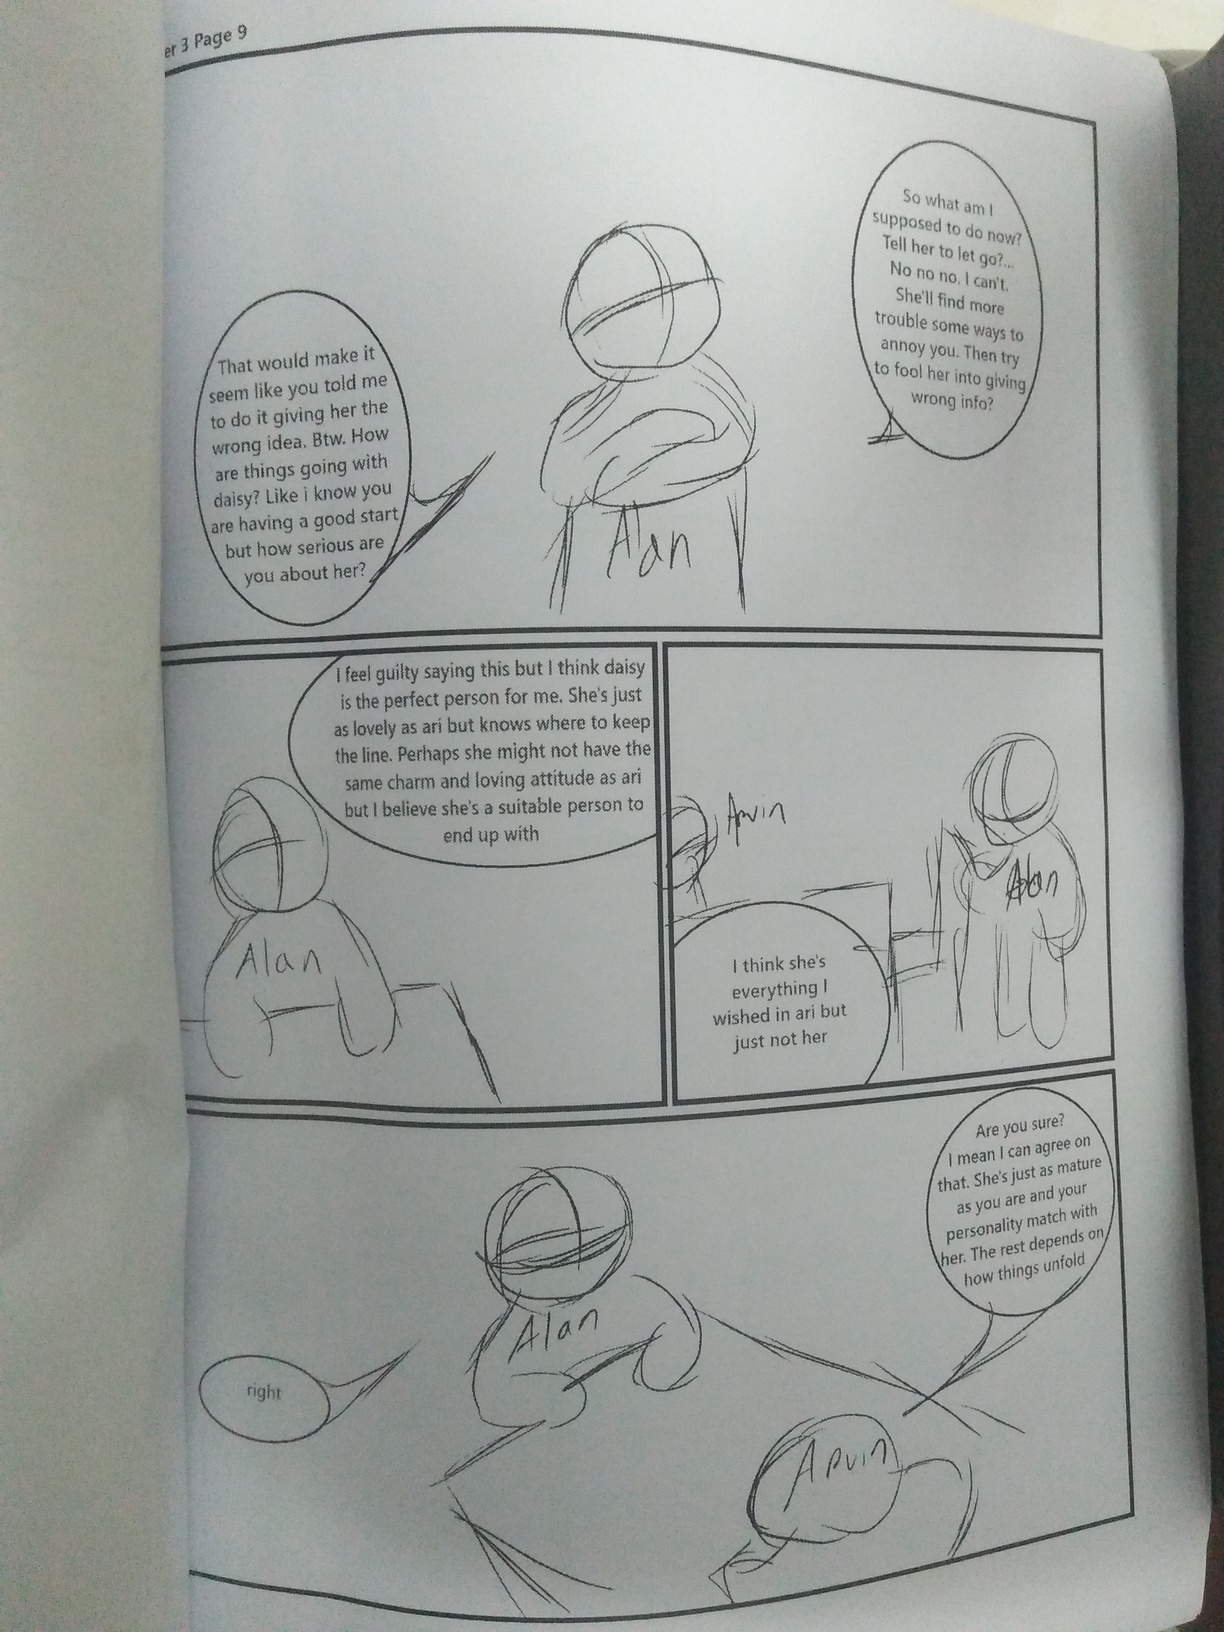 er 3 Page 9
So what am I
supposed to do now?
Tell her to let go?...
No no no. I can't.
She'll find more
trouble some ways to
annoy you. Then try
to fool her into giving
wrong info?
That would make it
seem like you told me
to do it giving her the
wrong idea. Btw. How
are things going with
daisy? Like i know you
are having a good start
but how serious are
you about her?
Alan
I feel guilty saying this but I think daisy
is the perfect person for me. She's just
as lovely as ari but knows where to keep
the line. Perhaps she might not have the
same charm and loving attitude as ari
but I believe she's a suitable person to
end up with
Alan
Arvin
Alan
I think she's
everything I
wished in ari but
just not her
Are you sure?
I mean I can agree on
that. She's just as mature
as you are and your
personality match with
her. The rest depends on
how things unfold
Alan
right
Arvin